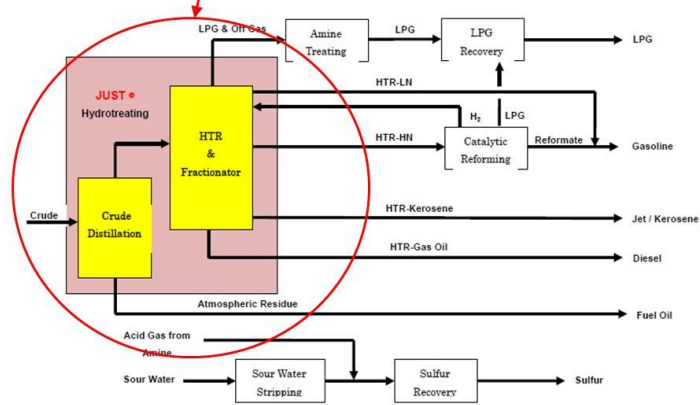 LPG & Off Gas
Amine
Treating
LPG
LPG
Recovery
LPG
JUST ®
Hydrotreating
HTR
&
Fractionator
HTR-LN
H2
LPG
HTR-HN
Catalytic
Reforming
Reformate
Gasoline
Crude
Crude
Distillation
HTR-Kerosene
Jet / Kerosene
HTR-Gas Oil
Diesel
Atmospheric Residue
Fuel Oil
Acid Gas from
Amine
Sour Water
Sour Water
Stripping
Sulfur
Recovery
Sulfur